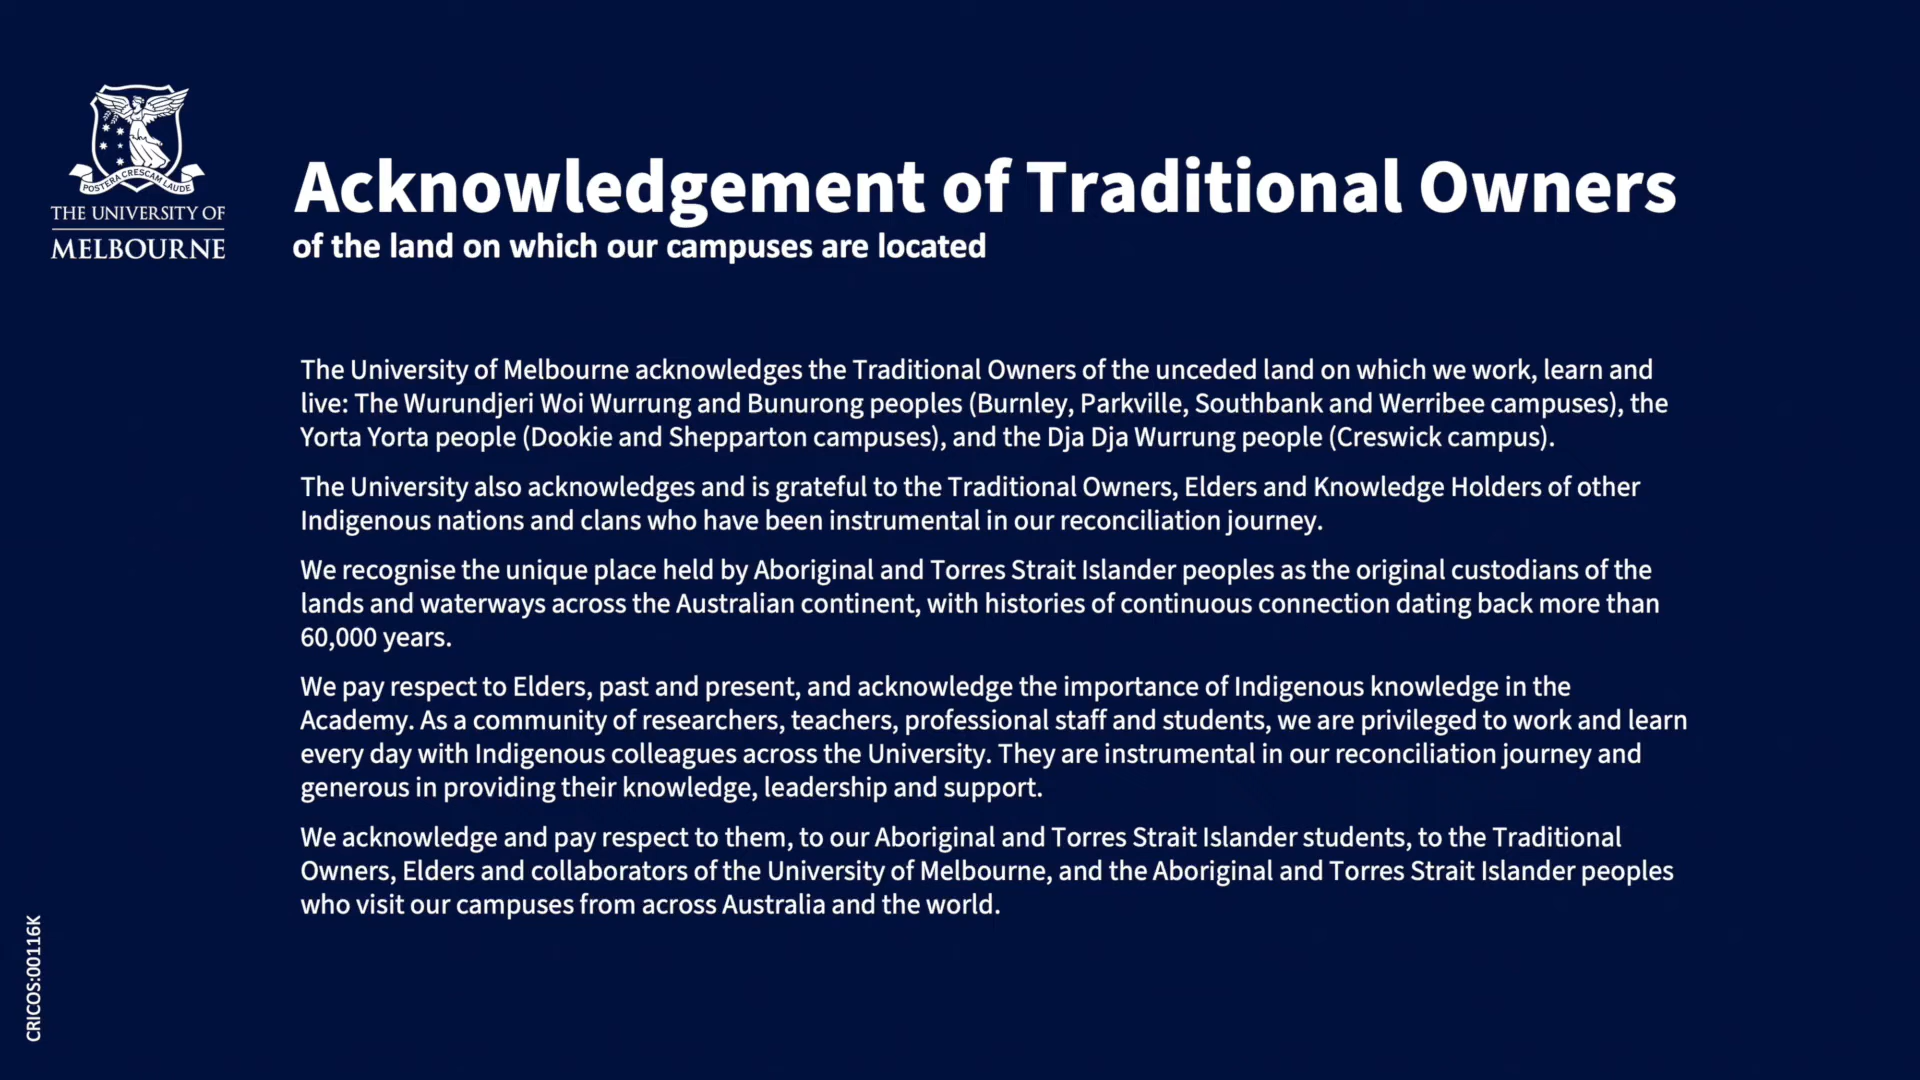 POSTERA CRESCAM LAUDE
THE UNIVERSITY OF
MELBOURNE
Acknowledgement of Traditional Owners
of the land on which our campuses are located
The University of Melbourne acknowledges the Traditional Owners of the unceded land on which we work, learn and
live: The Wurundjeri Woi Wurrung and Bunurong peoples (Burnley, Parkville, Southbank and Werribee campuses), the
Yorta Yorta people (Dookie and Shepparton campuses), and the Dja Dja Wurrung people (Creswick campus).
The University also acknowledges and is grateful to the Traditional Owners, Elders and Knowledge Holders of other
Indigenous nations and clans who have been instrumental in our reconciliation journey.
We recognise the unique place held by Aboriginal and Torres Strait Islander peoples as the original custodians of the
lands and waterways across the Australian continent, with histories of continuous connection dating back more than
60,000 years.
We pay respect to Elders, past and present, and acknowledge the importance of Indigenous knowledge in the
Academy. As a community of researchers, teachers, professional staff and students, we are privileged to work and learn
every day with Indigenous colleagues across the University. They are instrumental in our reconciliation journey and
generous in providing their knowledge, leadership and support.
We acknowledge and pay respect to them, to our Aboriginal and Torres Strait Islander students, to the Traditional
Owners, Elders and collaborators of the University of Melbourne, and the Aboriginal and Torres Strait Islander peoples
who visit our campuses from across Australia and the world.
CRICOS:00116K